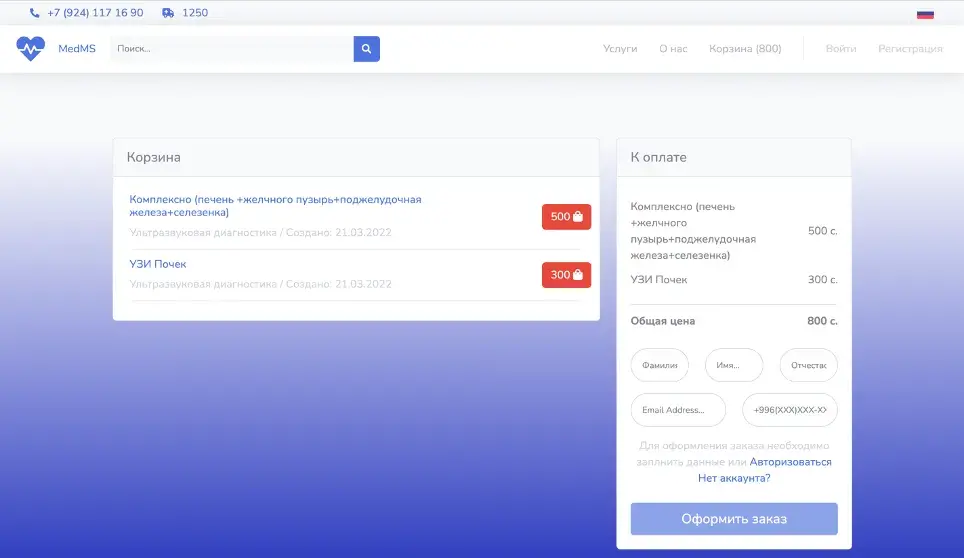 +7 (924) 117 16 90 1250
MedMS Поиск... Услуги О нас Корзина (800) Войти Регистрация
Корзина
Комплексно (печень +желчного пузырь+поджелудочная
железа+селезенка)
Ультразвуковая диагностика / Создано: 21.03.2022
500
УЗИ Почек
Ультразвуковая диагностика / Создано: 21.03.2022
300
К оплате
Комплексно (печень
+желчного
пузырь+поджелудочная
железа+селезенка)
500 с.
УЗИ Почек 300 с.
Общая цена 800 с.
Фамилия Имя... Отчество
Email Address... +996(XXX)XXX-XX
Для оформления заказа необходимо
заплнить данные или Авторизоваться
Нет аккаунта?
Оформить заказ